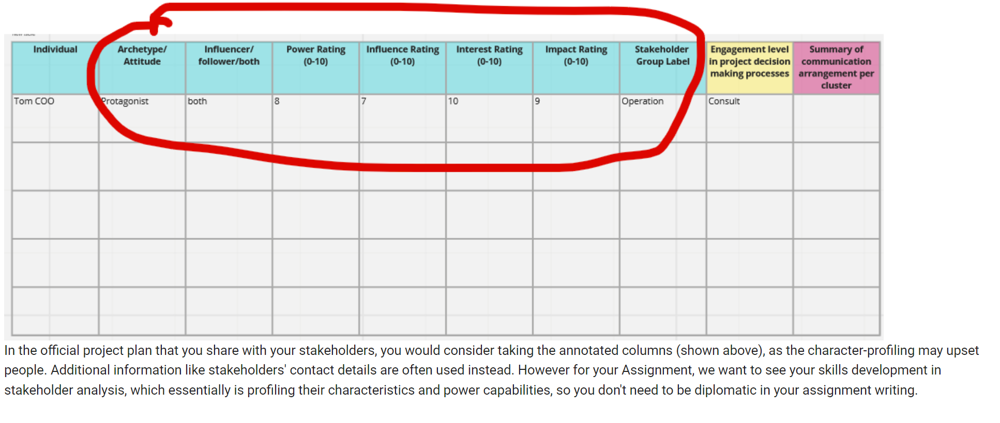 Individual
Archetype/
Attitude
Influencer/
follower/both
Power Rating
(0-10)
Influence Rating
(0-10)
Interest Rating
(0-10)
Impact Rating
(0-10)
Stakeholder
Group Label
Engagement level
in project decision
making processes
Summary of
communication
arrangement per
cluster
Tom COO
Protagonist
both
8
7
10
9
Operation
Consult
In the official project plan that you share with your stakeholders, you would consider taking the annotated columns (shown above), as the character-profiling may upset
people. Additional information like stakeholders' contact details are often used instead. However for your Assignment, we want to see your skills development in
stakeholder analysis, which essentially is profiling their characteristics and power capabilities, so you don't need to be diplomatic in your assignment writing.